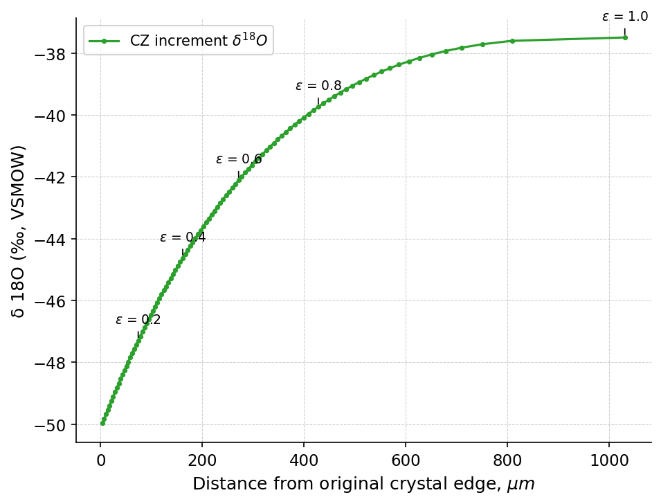 ε = 1.0
CZ increment δ¹⁸O
−38
ε = 0.8
−40
ε = 0.6
−42
ε = 0.4
−44
−46
ε = 0.2
−48
−50
δ 18O (‰, VSMOW)
0 200 400 600 800 1000
Distance from original crystal edge, μm